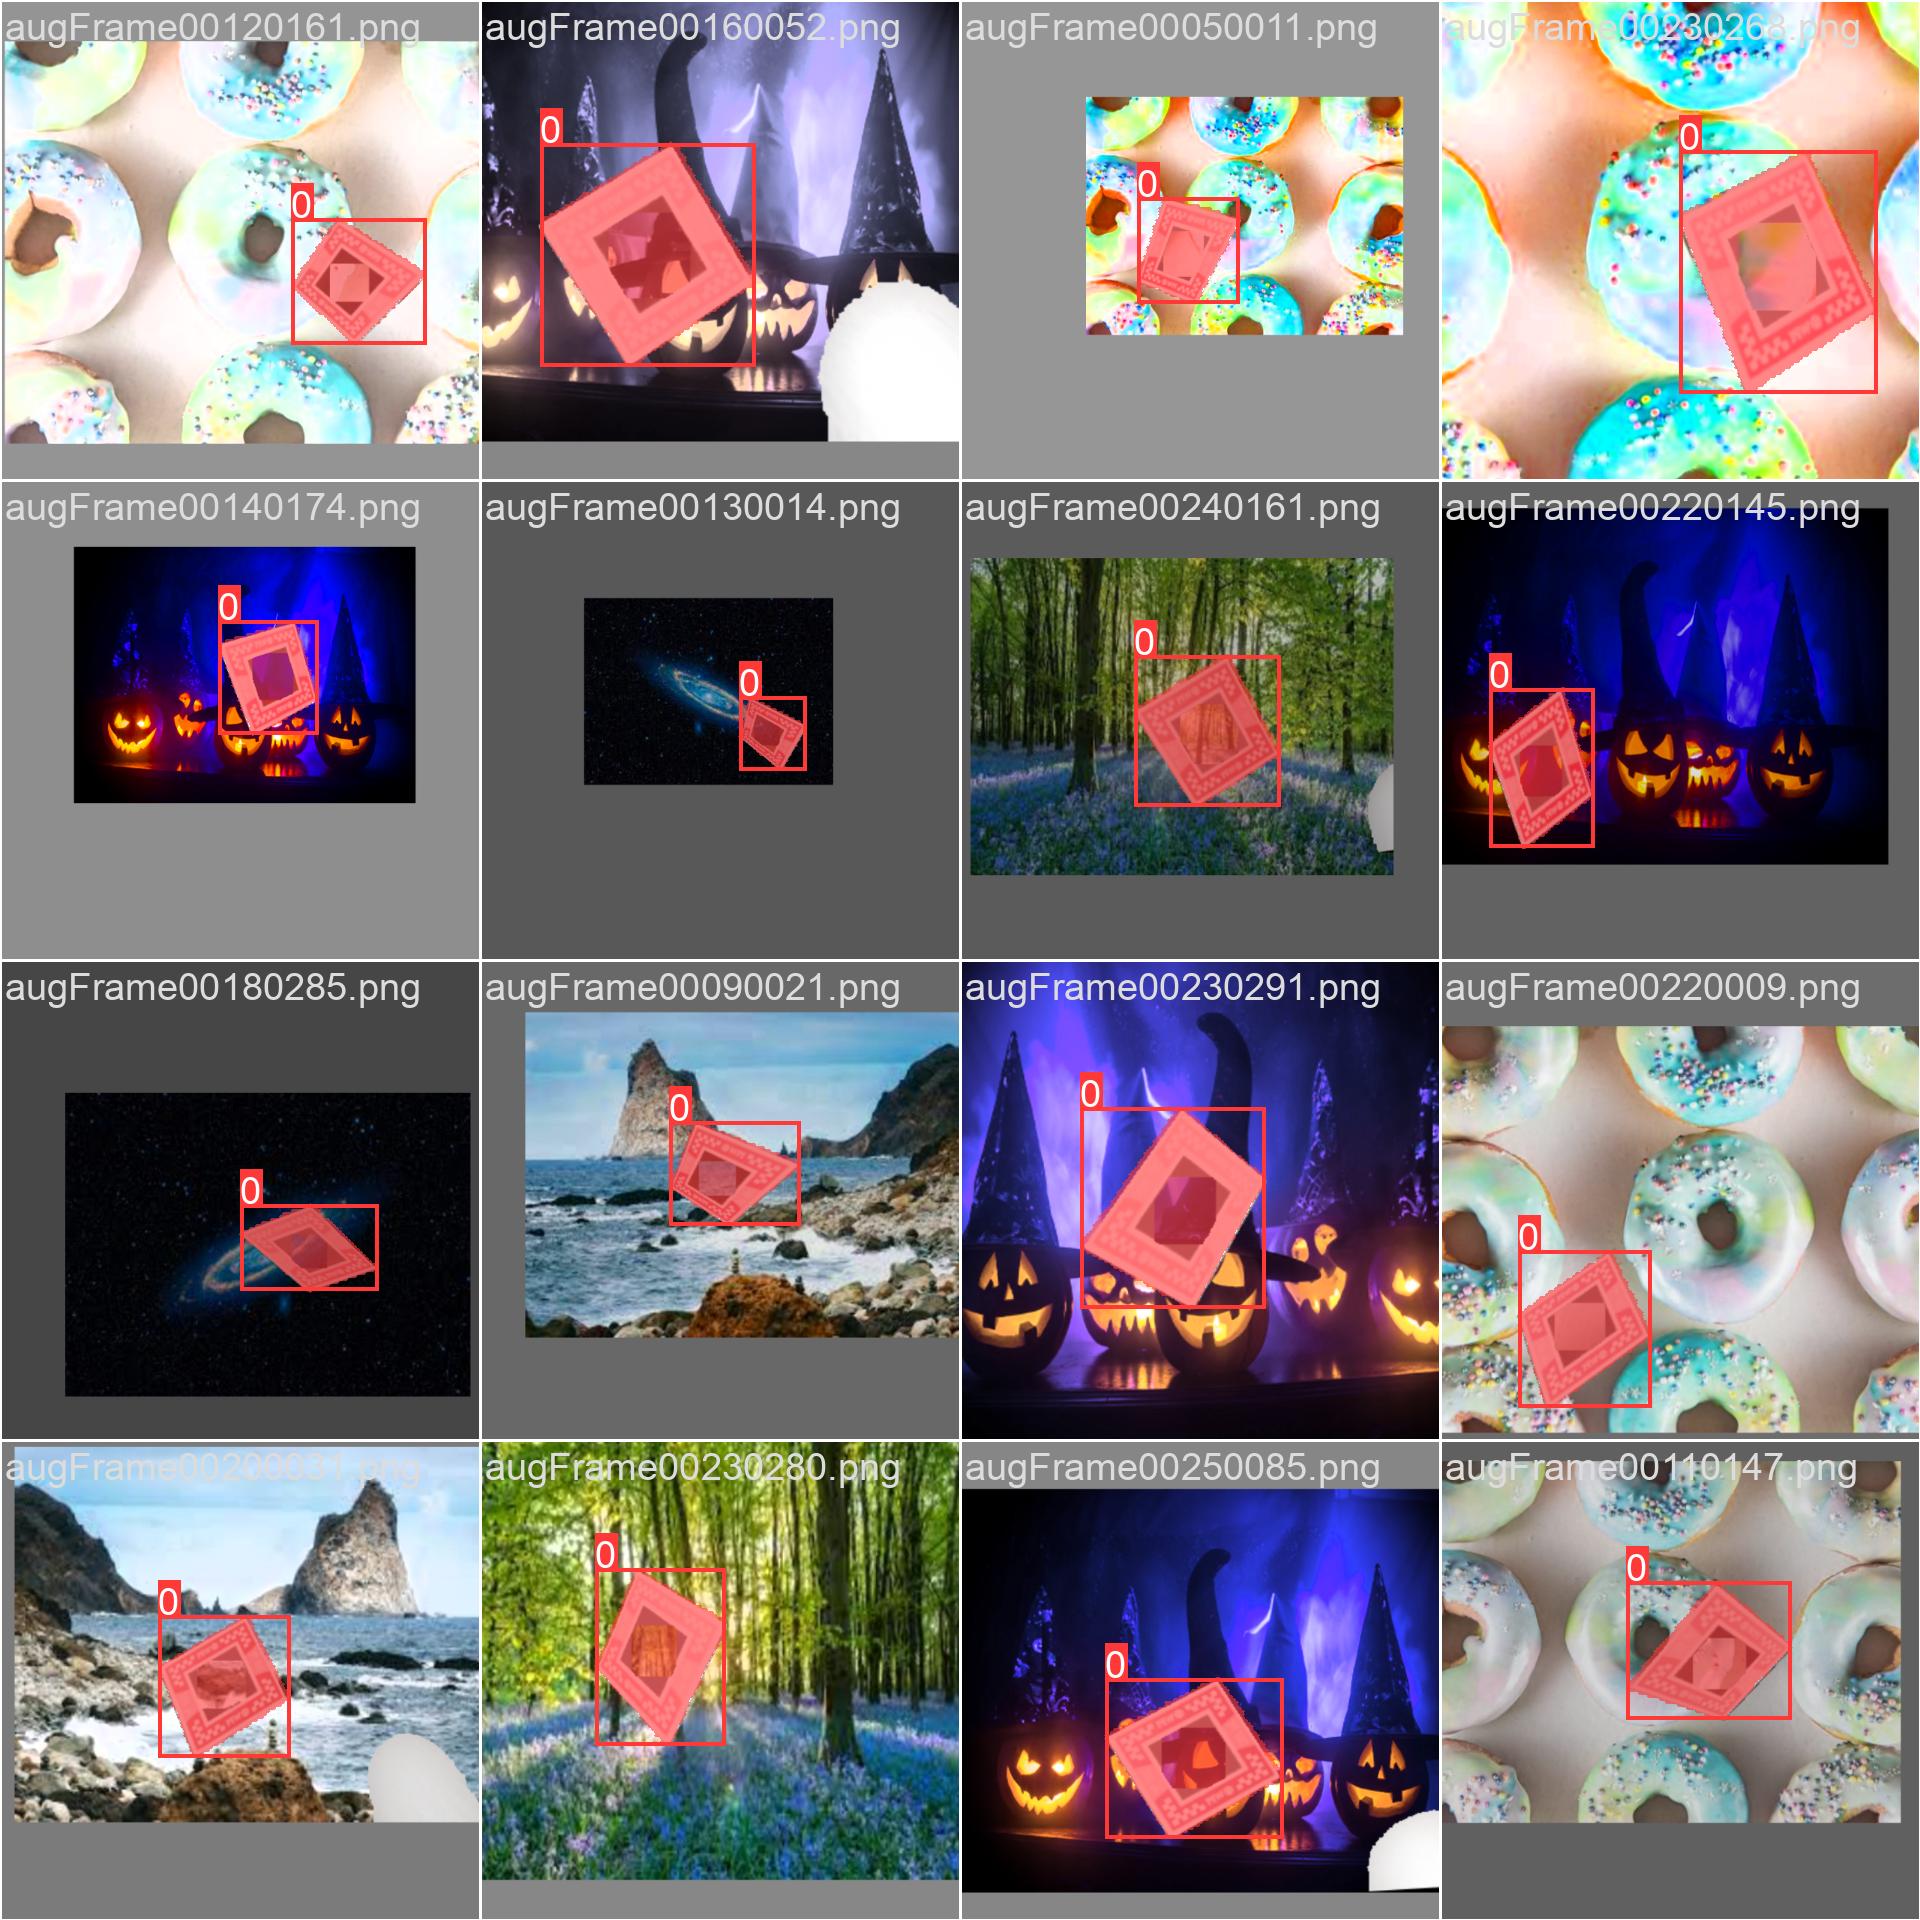 augFrame00120161.png
augFrame00160052.png
augFrame00050011.png
augFrame00230268.png
0
0
0
0
augFrame00140174.png
augFrame00130014.png
augFrame00240161.png
augFrame00220145.png
0
0
0
0
augFrame00180285.png
augFrame00090021.png
augFrame00230291.png
augFrame00220009.png
0
0
0
0
augFrame00200031.png
augFrame00230280.png
augFrame00250085.png
augFrame00110147.png
0
0
0
0